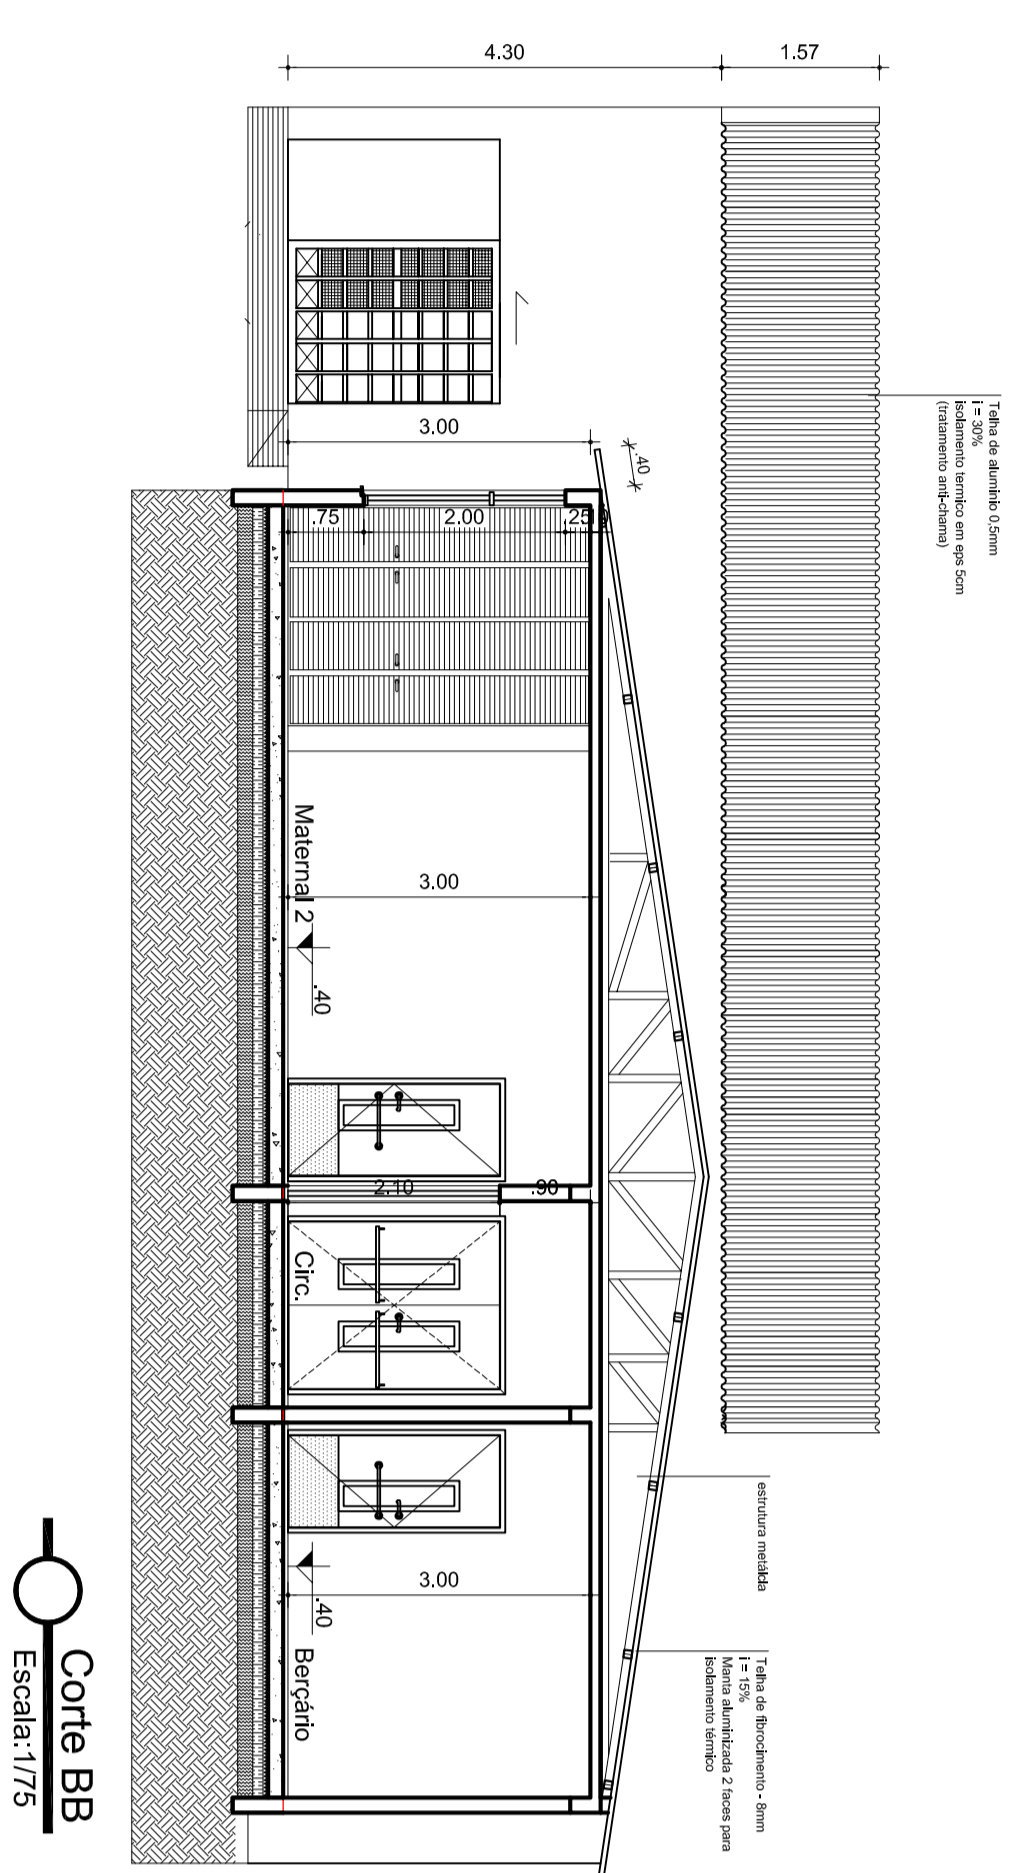 4.30
1.57
Telha de aluminio 0,5mm
i = 30%
isolamento termico em eps 5cm
(tratamento anti-chama)
3.00
.40
.75
2.00
.25
Maternal 2
3.00
.40
2.10
.90
Circ.
estrutura metálcda
3.00
.40
Berçário
Telha de fibrocimento - 8mm
i = 15%
Manta aluminizada 2 faces para
isolamento térmico
Corte BB
Escala:1/75